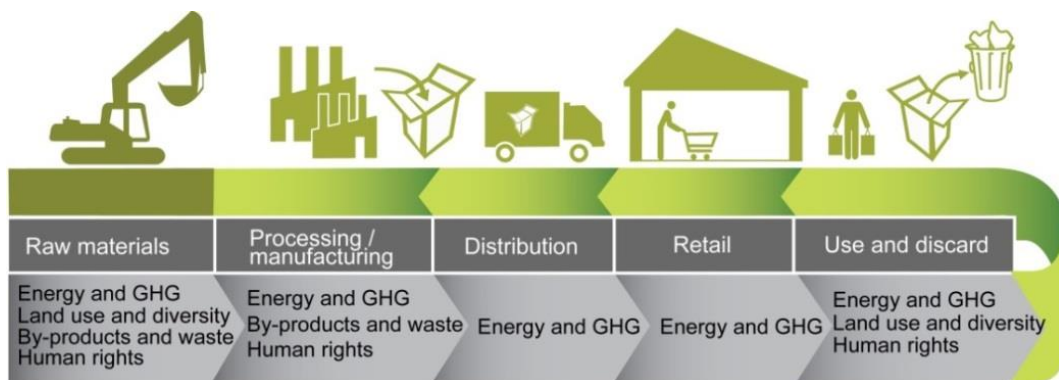 Raw materials
Processing /
manufacturing
Distribution
Retail
Use and discard
Energy and GHG
Land use and diversity
By-products and waste
Human rights
Energy and GHG
By-products and waste
Human rights
Energy and GHG
Energy and GHG
Energy and GHG
Land use and diversity
Human rights